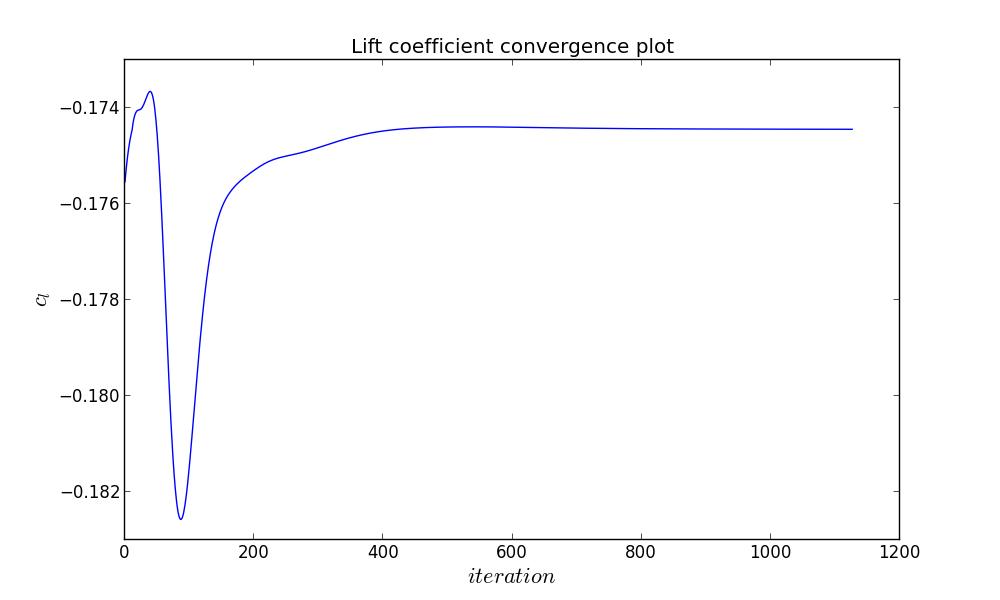 Lift coefficient convergence plot
−0.174
−0.176
−0.178
−0.180
−0.182
c_l
0 200 400 600 800 1000 1200
iteration